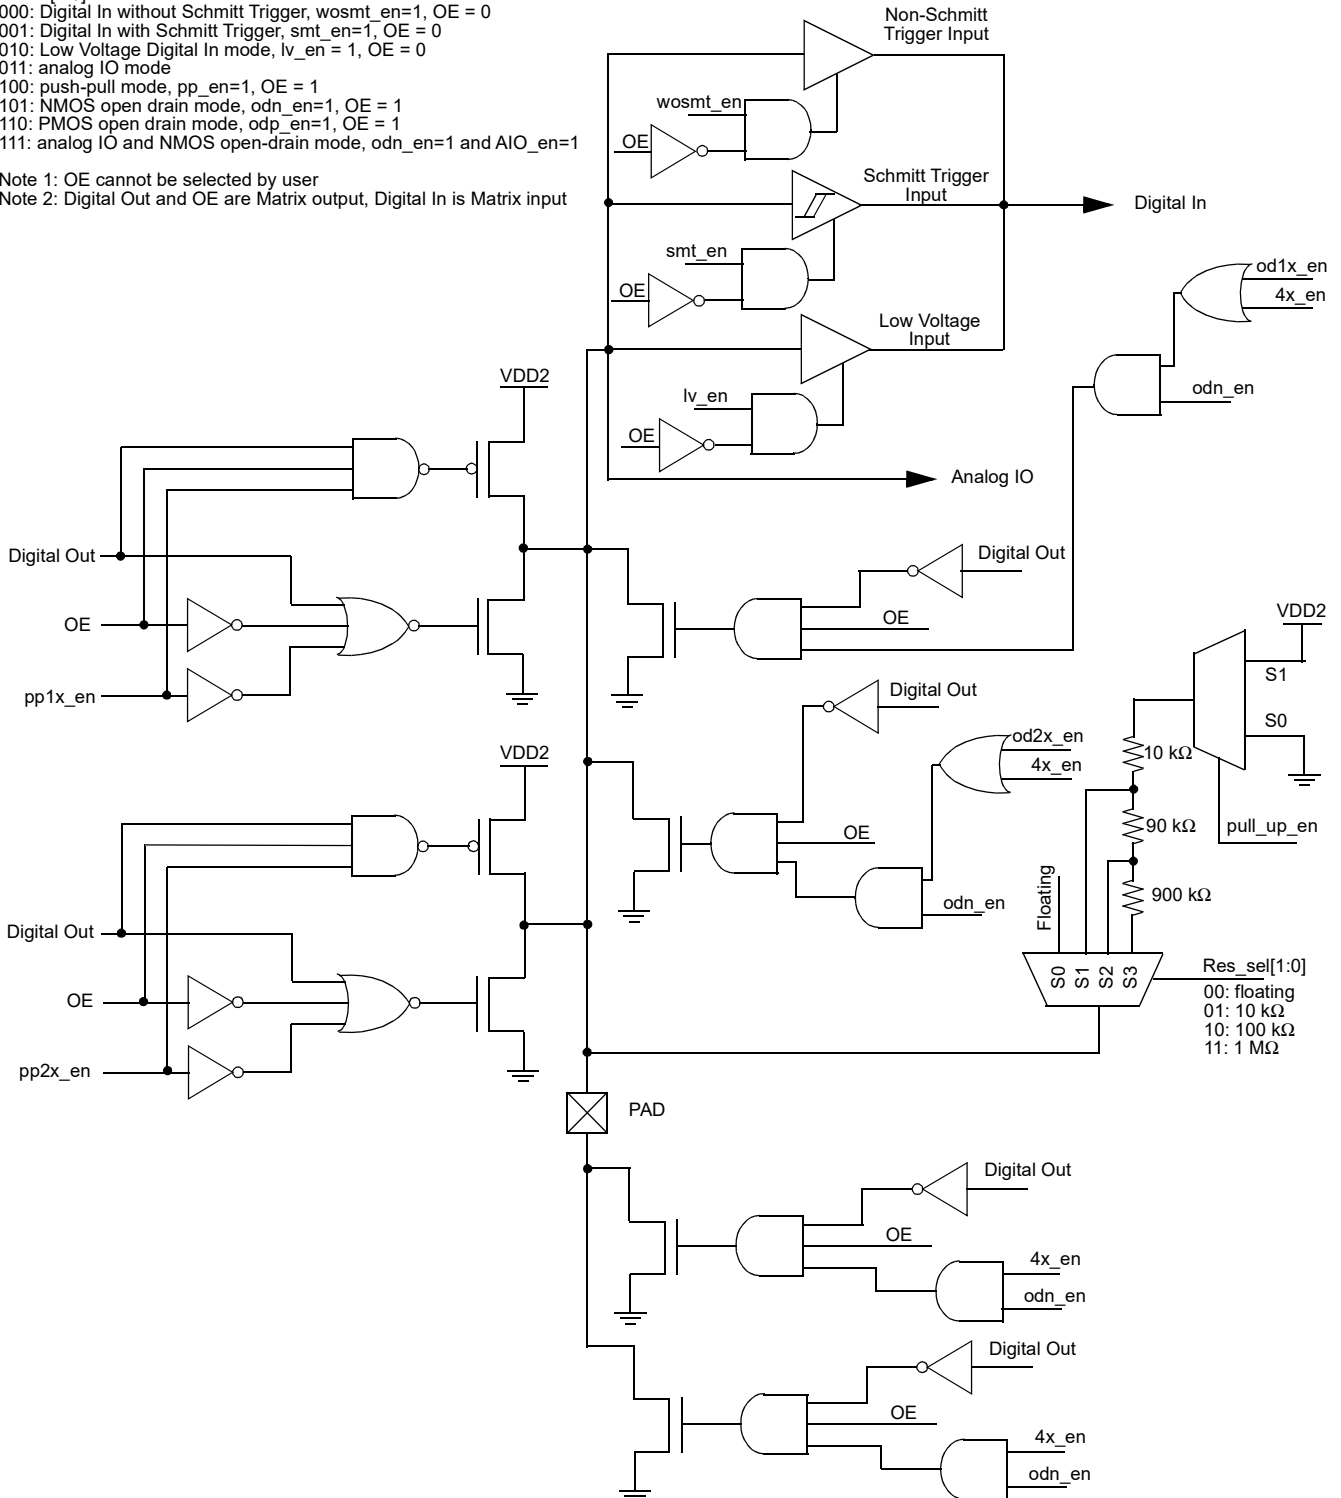 000: Digital In without Schmitt Trigger, wosmt_en=1, OE = 0
001: Digital In with Schmitt Trigger, smt_en=1, OE = 0
010: Low Voltage Digital In mode, lv_en = 1, OE = 0
011: analog IO mode
100: push-pull mode, pp_en=1, OE = 1
101: NMOS open drain mode, odn_en=1, OE = 1
110: PMOS open drain mode, odp_en=1, OE = 1
111: analog IO and NMOS open-drain mode, odn_en=1 and AIO_en=1
Note 1: OE cannot be selected by user
Note 2: Digital Out and OE are Matrix output, Digital In is Matrix input
Non-Schmitt
Trigger Input
wosmt_en
OE
Schmitt Trigger
Input
Digital In
smt_en
OE
Low Voltage
Input
lv_en
OE
Analog IO
od1x_en
4x_en
odn_en
VDD2
Digital Out
OE
pp1x_en
Digital Out
OE
VDD2
S1
S0
10 kΩ
90 kΩ
900 kΩ
pull_up_en
Digital Out
od2x_en
4x_en
OE
odn_en
Floating
S0
S1
S2
S3
Res_sel[1:0]
00: floating
01: 10 kΩ
10: 100 kΩ
11: 1 MΩ
VDD2
Digital Out
OE
pp2x_en
PAD
Digital Out
OE
4x_en
odn_en
Digital Out
OE
4x_en
odn_en